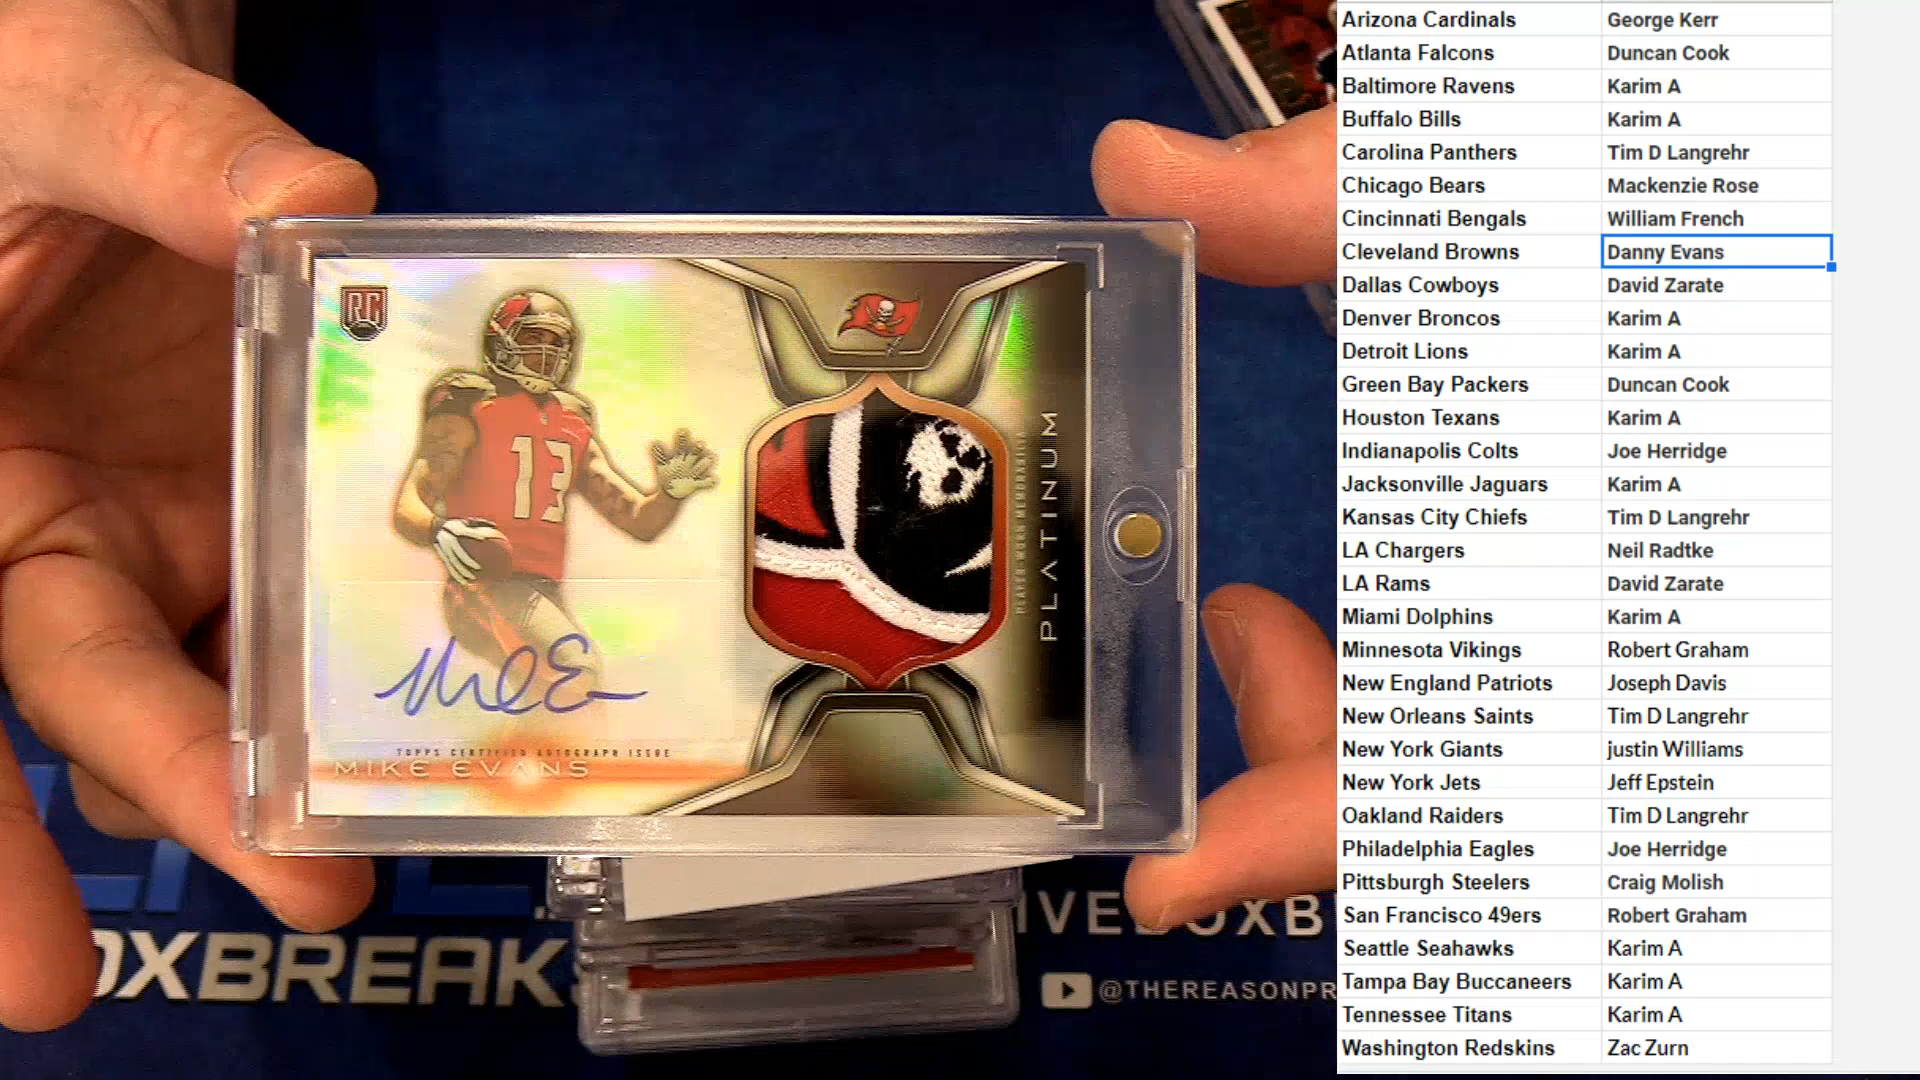 RC
13
PLATINUM
PLAYER WORN MEMORABILIA
TOPPS CERTIFIED AUTOGRAPH ISSUE
MIKE EVANS
OXBREAK
IVEBOXB
@THEREASONPR
Arizona Cardinals George Kerr
Atlanta Falcons Duncan Cook
Baltimore Ravens Karim A
Buffalo Bills Karim A
Carolina Panthers Tim D Langrehr
Chicago Bears Mackenzie Rose
Cincinnati Bengals William French
Cleveland Browns Danny Evans
Dallas Cowboys David Zarate
Denver Broncos Karim A
Detroit Lions Karim A
Green Bay Packers Duncan Cook
Houston Texans Karim A
Indianapolis Colts Joe Herridge
Jacksonville Jaguars Karim A
Kansas City Chiefs Tim D Langrehr
LA Chargers Neil Radtke
LA Rams David Zarate
Miami Dolphins Karim A
Minnesota Vikings Robert Graham
New England Patriots Joseph Davis
New Orleans Saints Tim D Langrehr
New York Giants justin Williams
New York Jets Jeff Epstein
Oakland Raiders Tim D Langrehr
Philadelphia Eagles Joe Herridge
Pittsburgh Steelers Craig Molish
San Francisco 49ers Robert Graham
Seattle Seahawks Karim A
Tampa Bay Buccaneers Karim A
Tennessee Titans Karim A
Washington Redskins Zac Zurn